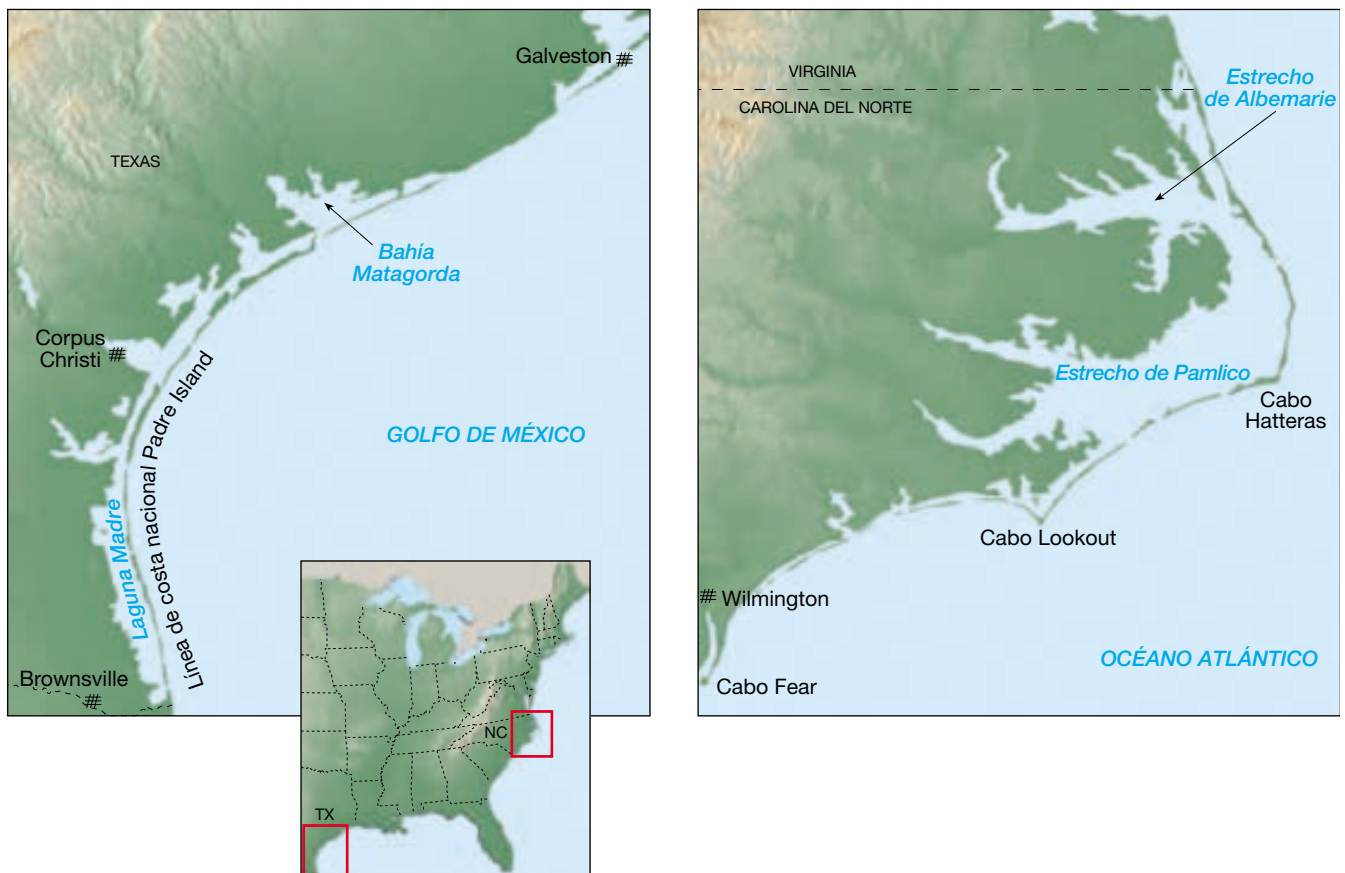 Galveston
TEXAS
Bahía
Matagorda
Corpus
Christi
Línea de costa nacional Padre Island
GOLFO DE MÉXICO
Laguna Madre
Brownsville
VIRGINIA
CAROLINA DEL NORTE
Estrecho
de Albemarie
Estrecho de Pamlico
Cabo
Hatteras
Cabo Lookout
Wilmington
OCÉANO ATLÁNTICO
Cabo Fear
NC
TX